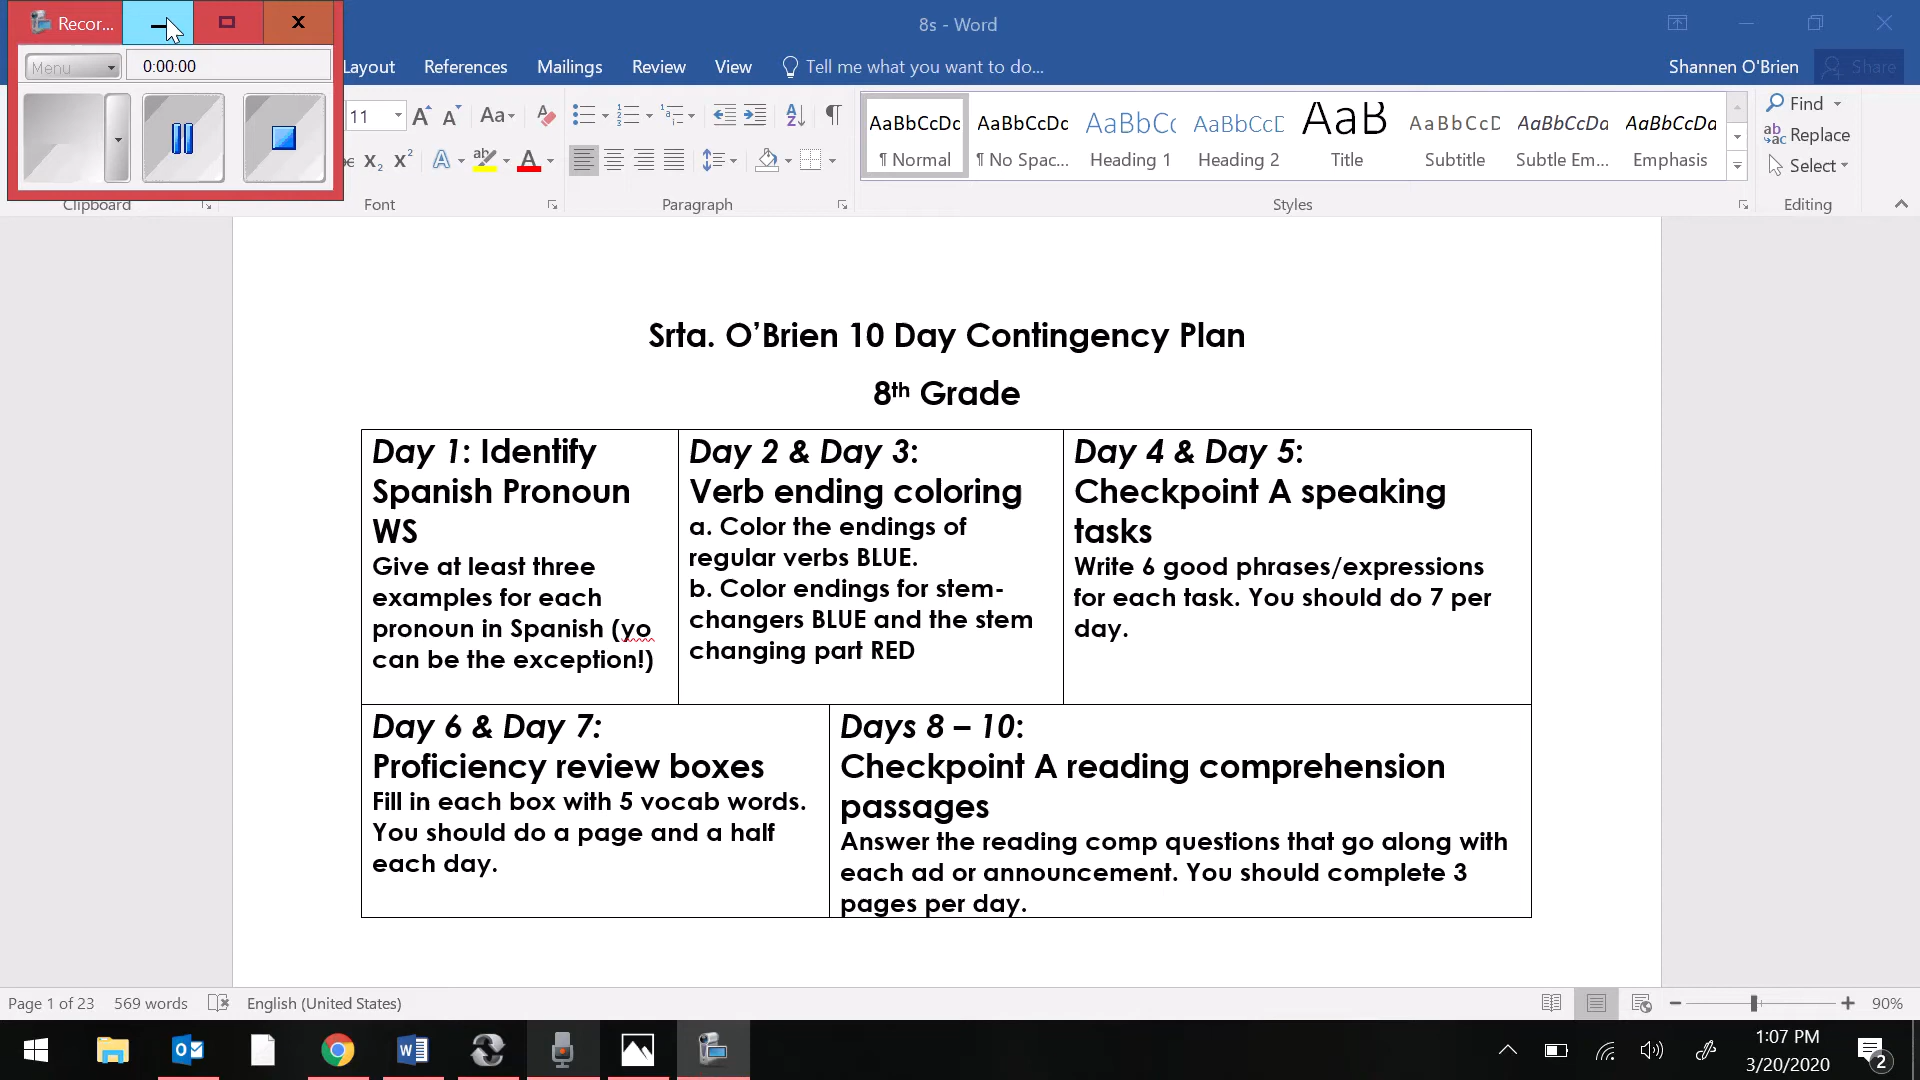 Recor...
8s - Word
Menu
0:00:00
Layout
References
Mailings
Review
View
Tell me what you want to do...
Shannen O'Brien
Share
11
Aa
AaBbCcDc
AaBbCcDc
AaBbCc
AaBbCcC
AaB
AaBbCcD
AaBbCcDa
AaBbCcDa
¶ Normal
¶ No Spac...
Heading 1
Heading 2
Title
Subtitle
Subtle Em...
Emphasis
Find
Replace
Select
Clipboard
Font
Paragraph
Styles
Editing
Srta. O’Brien 10 Day Contingency Plan
8th Grade
Day 1: Identify
Spanish Pronoun
WS
Give at least three
examples for each
pronoun in Spanish (yo
can be the exception!)
Day 2 & Day 3:
Verb ending coloring
a. Color the endings of
regular verbs BLUE.
b. Color endings for stem-
changers BLUE and the stem
changing part RED
Day 4 & Day 5:
Checkpoint A speaking
tasks
Write 6 good phrases/expressions
for each task. You should do 7 per
day.
Day 6 & Day 7:
Proficiency review boxes
Fill in each box with 5 vocab words.
You should do a page and a half
each day.
Days 8 – 10:
Checkpoint A reading comprehension
passages
Answer the reading comp questions that go along with
each ad or announcement. You should complete 3
pages per day.
Page 1 of 23
569 words
English (United States)
90%
1:07 PM
3/20/2020
2